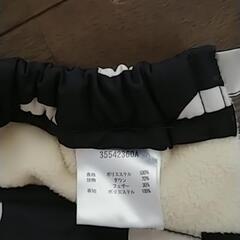 35542360A
表地 ポリエステル 100%
詰物 ダウン 70%
フェザー 30%
裏地 ポリエステル 100%